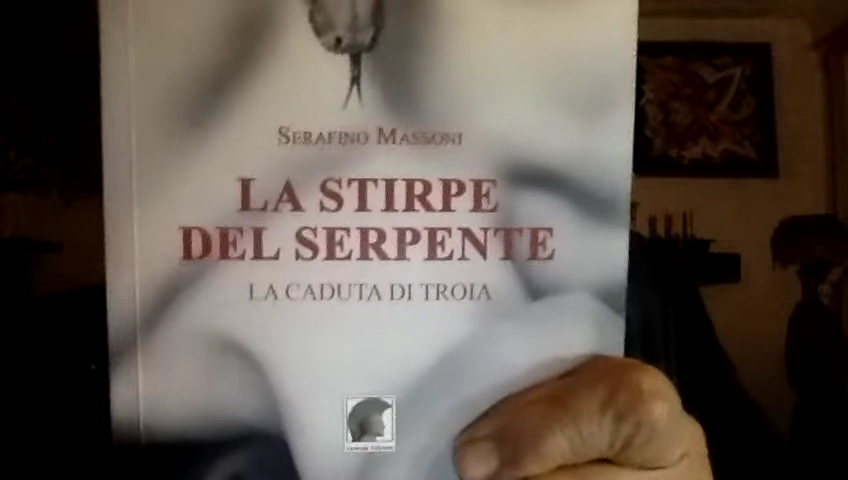 SERAFINO MASSONI
LA STIRPE
DEL SERPENTE
LA CADUTA DI TROIA